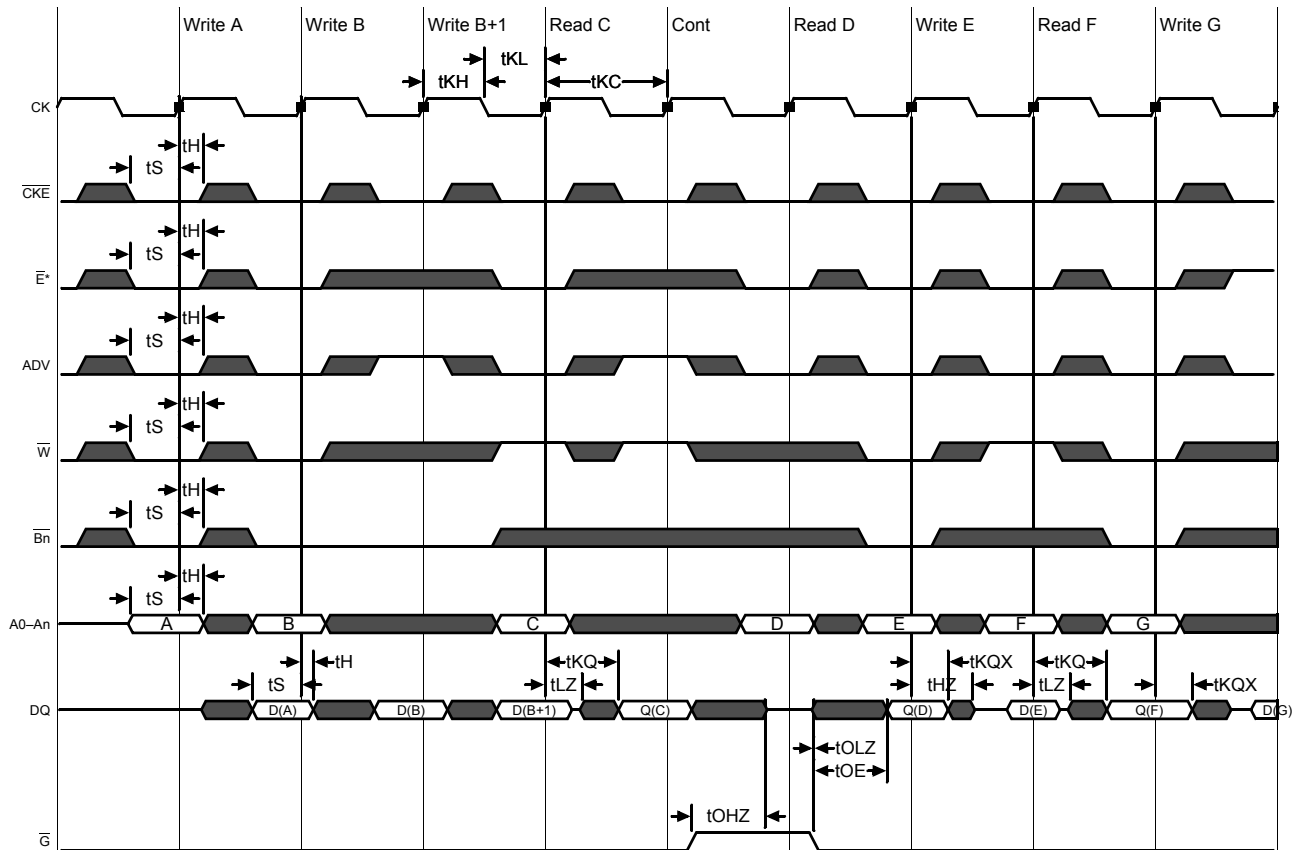 Write A Write B Write B+1 Read C Cont Read D Write E Read F Write G
tKL
tKH tKC
CK
tH
tS
CKE
tH
tS
E*
tH
tS
ADV
tH
tS
W
tH
tS
Bn
tH
tS
A0–An A B C D E F G
tH tKQ tKQX tKQ
tS tLZ tHZ tLZ tKQX
DQ D(A) D(B) D(B+1) Q(C) Q(D) D(E) Q(F) D(G)
tOLZ
tOE
tOHZ
G